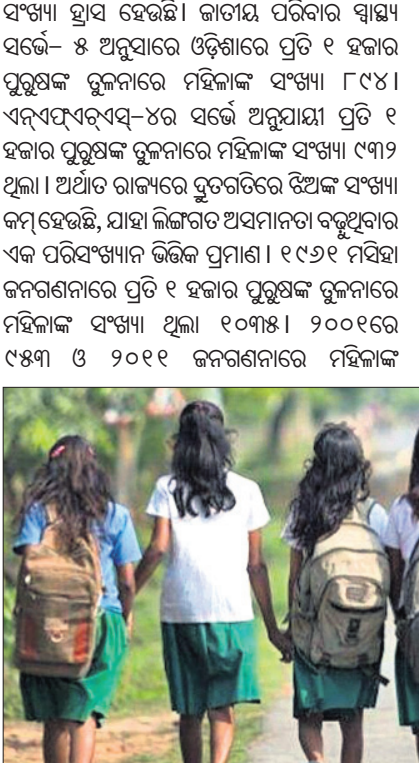 ସଂଖ୍ୟା ହ୍ରାସ ହେଉଛି। ଜାତୀୟ ପରିବାର ସ୍ୱାସ୍ଥ୍ୟ
ସର୍ଭେ– ୫ ଅନୁସାରେ ଓଡ଼ିଶାରେ ପ୍ରତି ୧ ହଜାର
ପୁରୁଷଙ୍କ ତୁଳନାରେ ମହିଳାଙ୍କ ସଂଖ୍ୟା ୮୯୪।
ଏନ୍ଏଫ୍ଏଚ୍ଏସ୍–୪ର ସର୍ଭେ ଅନୁଯାୟୀ ପ୍ରତି ୧
ହଜାର ପୁରୁଷଙ୍କ ତୁଳନାରେ ମହିଳାଙ୍କ ସଂଖ୍ୟା ୯୩୨
ଥିଲା। ଅର୍ଥାତ ରାଜ୍ୟରେ ଦ୍ରୁତଗତିରେ ଝିଅଙ୍କ ସଂଖ୍ୟା
କମ୍ ହେଉଛି, ଯାହା ଲିଙ୍ଗଗତ ଅସମାନତା ବଢ଼ୁଥିବାର
ଏକ ପରିସଂଖ୍ୟାନ ଭିତ୍ତିକ ପ୍ରମାଣ। ୧୯୬୧ ମସିହା
ଜନଗଣନାରେ ପ୍ରତି ୧ ହଜାର ପୁରୁଷଙ୍କ ତୁଳନାରେ
ମହିଳାଙ୍କ ସଂଖ୍ୟା ଥିଲା ୧୦୩୫। ୨୦୦୧ରେ
୯୫୩ ଓ ୨୦୧୧ ଜନଗଣନାରେ ମହିଳାଙ୍କ